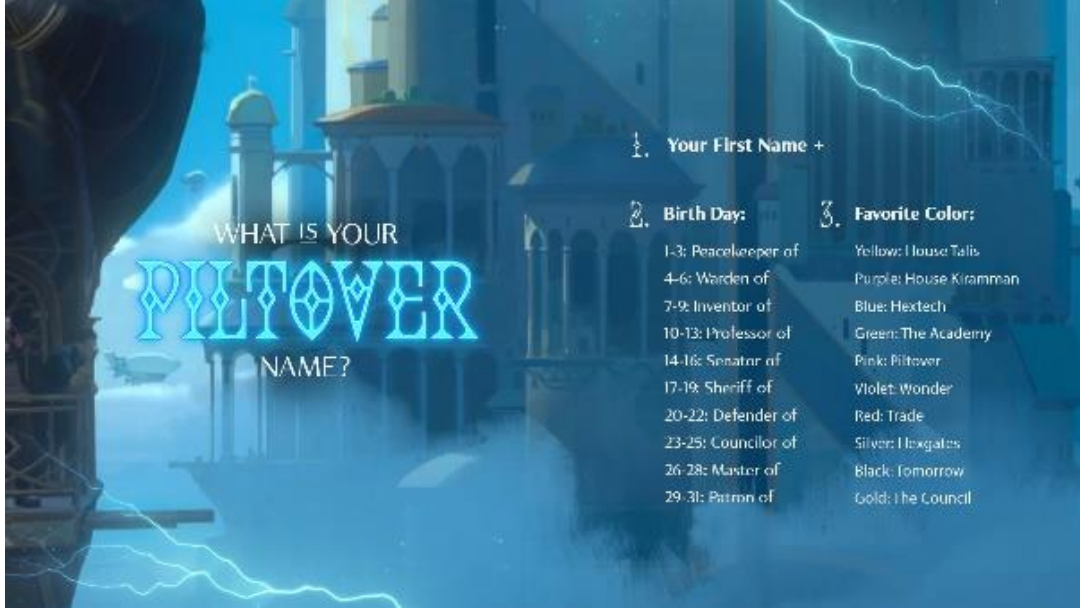 WHAT IS YOUR
PILTOVER
NAME?
1. Your First Name +
2. Birth Day:
1-3: Peacekeeper of
4-6: Warden of
7-9: Inventor of
10-13: Professor of
14-16: Senator of
17-19: Sheriff of
20-22: Defender of
23-25: Councilor of
26-28: Master of
29-31: Patron of
3. Favorite Color:
Yellow: House Talis
Purple: House Kiramman
Blue: Hextech
Green: The Academy
Pink: Piltover
Violet: Wonder
Red: Trade
Silver: Hexgates
Black: Tomorrow
Gold: The Council